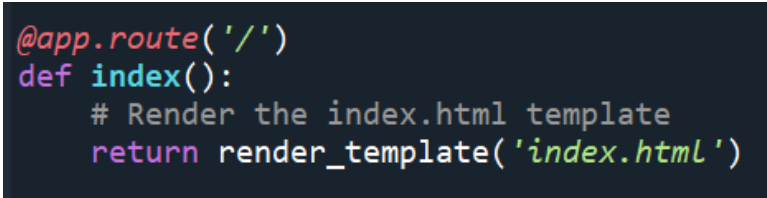 @app.route('/')
def index():
    # Render the index.html template
    return render_template('index.html')